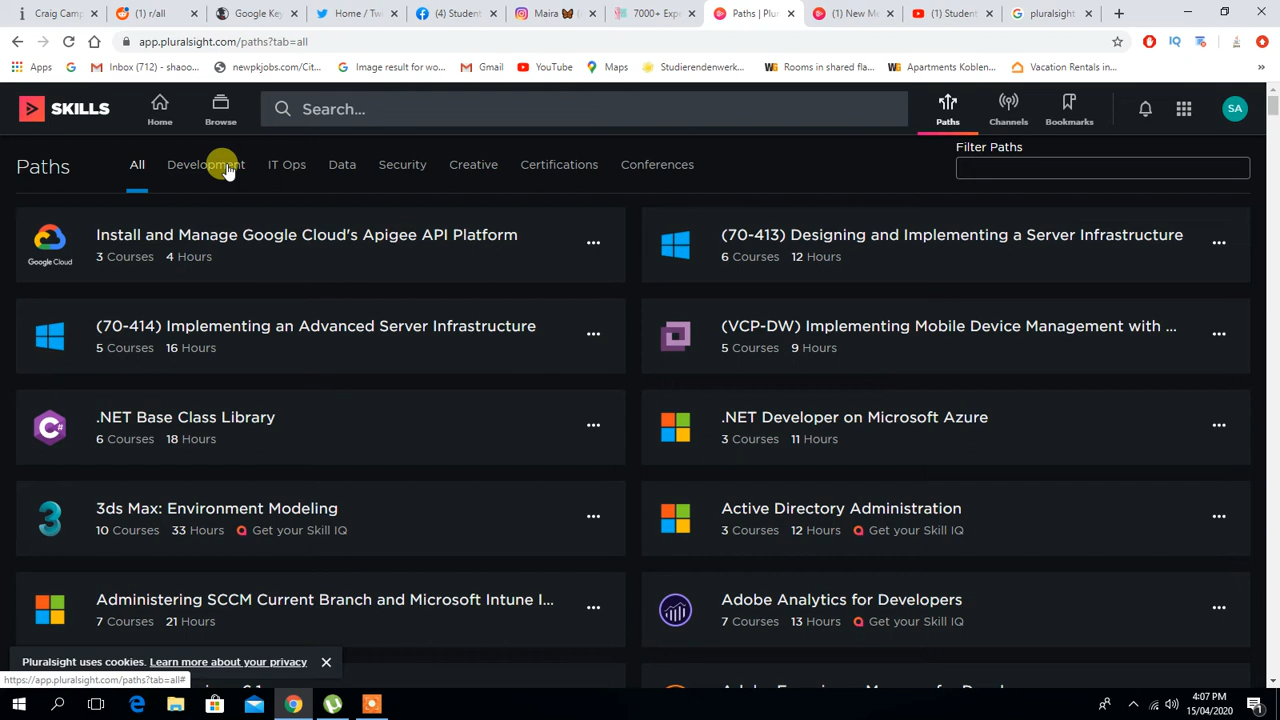 Craig Camp
(1) r/all
Google Key
Home / Tw
(4) Student
Maira
7000+ Exp
Paths | Plur
(1) New Me
(1) Student
pluralsight
app.pluralsight.com/paths?tab=all
Apps
Inbox (712) - shaoo...
newpkjobs.com/Cit...
Image result for wo...
Gmail
YouTube
Maps
Studierendenwerk...
Rooms in shared fla...
Apartments Koblen...
Vacation Rentals in...
SKILLS
Home
Browse
Search...
Paths
Channels
Bookmarks
SA
Paths
All
Development
IT Ops
Data
Security
Creative
Certifications
Conferences
Filter Paths
Google Cloud
Install and Manage Google Cloud's Apigee API Platform
3 Courses 4 Hours
(70-413) Designing and Implementing a Server Infrastructure
6 Courses 12 Hours
(70-414) Implementing an Advanced Server Infrastructure
5 Courses 16 Hours
(VCP-DW) Implementing Mobile Device Management with ...
5 Courses 9 Hours
C#
.NET Base Class Library
6 Courses 18 Hours
.NET Developer on Microsoft Azure
3 Courses 11 Hours
3
3ds Max: Environment Modeling
10 Courses 33 Hours Get your Skill IQ
Active Directory Administration
3 Courses 12 Hours Get your Skill IQ
Administering SCCM Current Branch and Microsoft Intune I...
7 Courses 21 Hours
Adobe Analytics for Developers
7 Courses 13 Hours Get your Skill IQ
Pluralsight uses cookies. Learn more about your privacy
https://app.pluralsight.com/paths?tab=all#
4:07 PM
15/04/2020